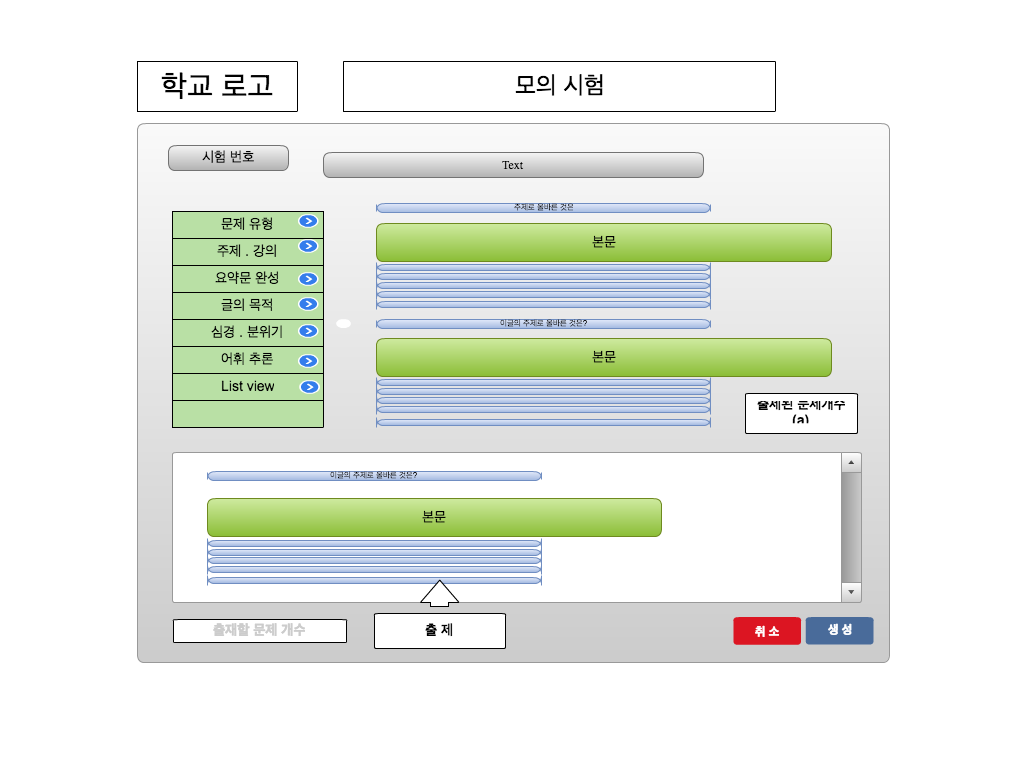 학교 로고
모의 시험
시험 번호
Text
주제로 올바른 것은
문제 유형
본문
주제 . 강의
요약문 완성
글의 목적
이글의 주제로 올바른 것은?
심경 . 분위기
본문
어휘 추론
List view
출제된 문제개수
(a)
이글의 주제로 올바른 것은?
본문
출재할 문제 개수
출 제
취 소
생 성